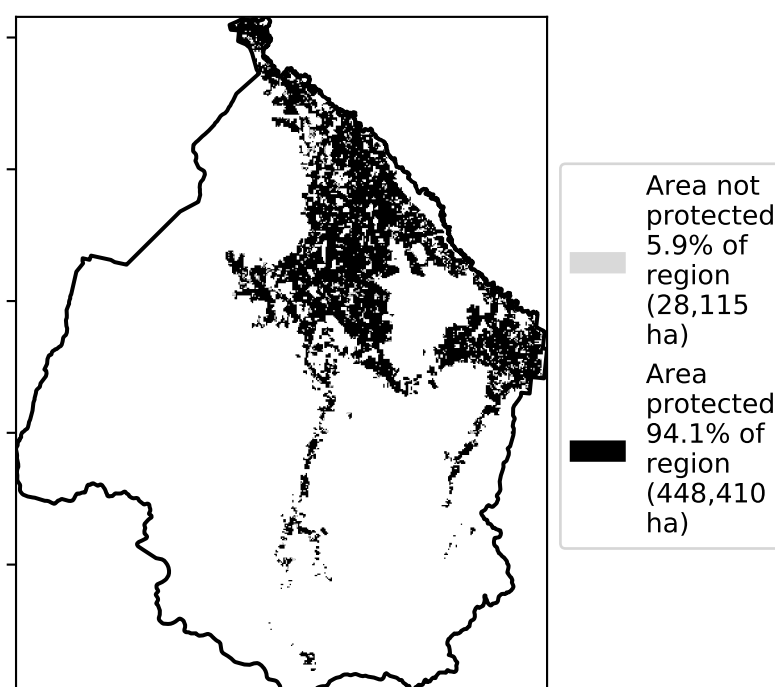 Area not
protected
5.9% of
region
(28,115
ha)
Area
protected
94.1% of
region
(448,410
ha)